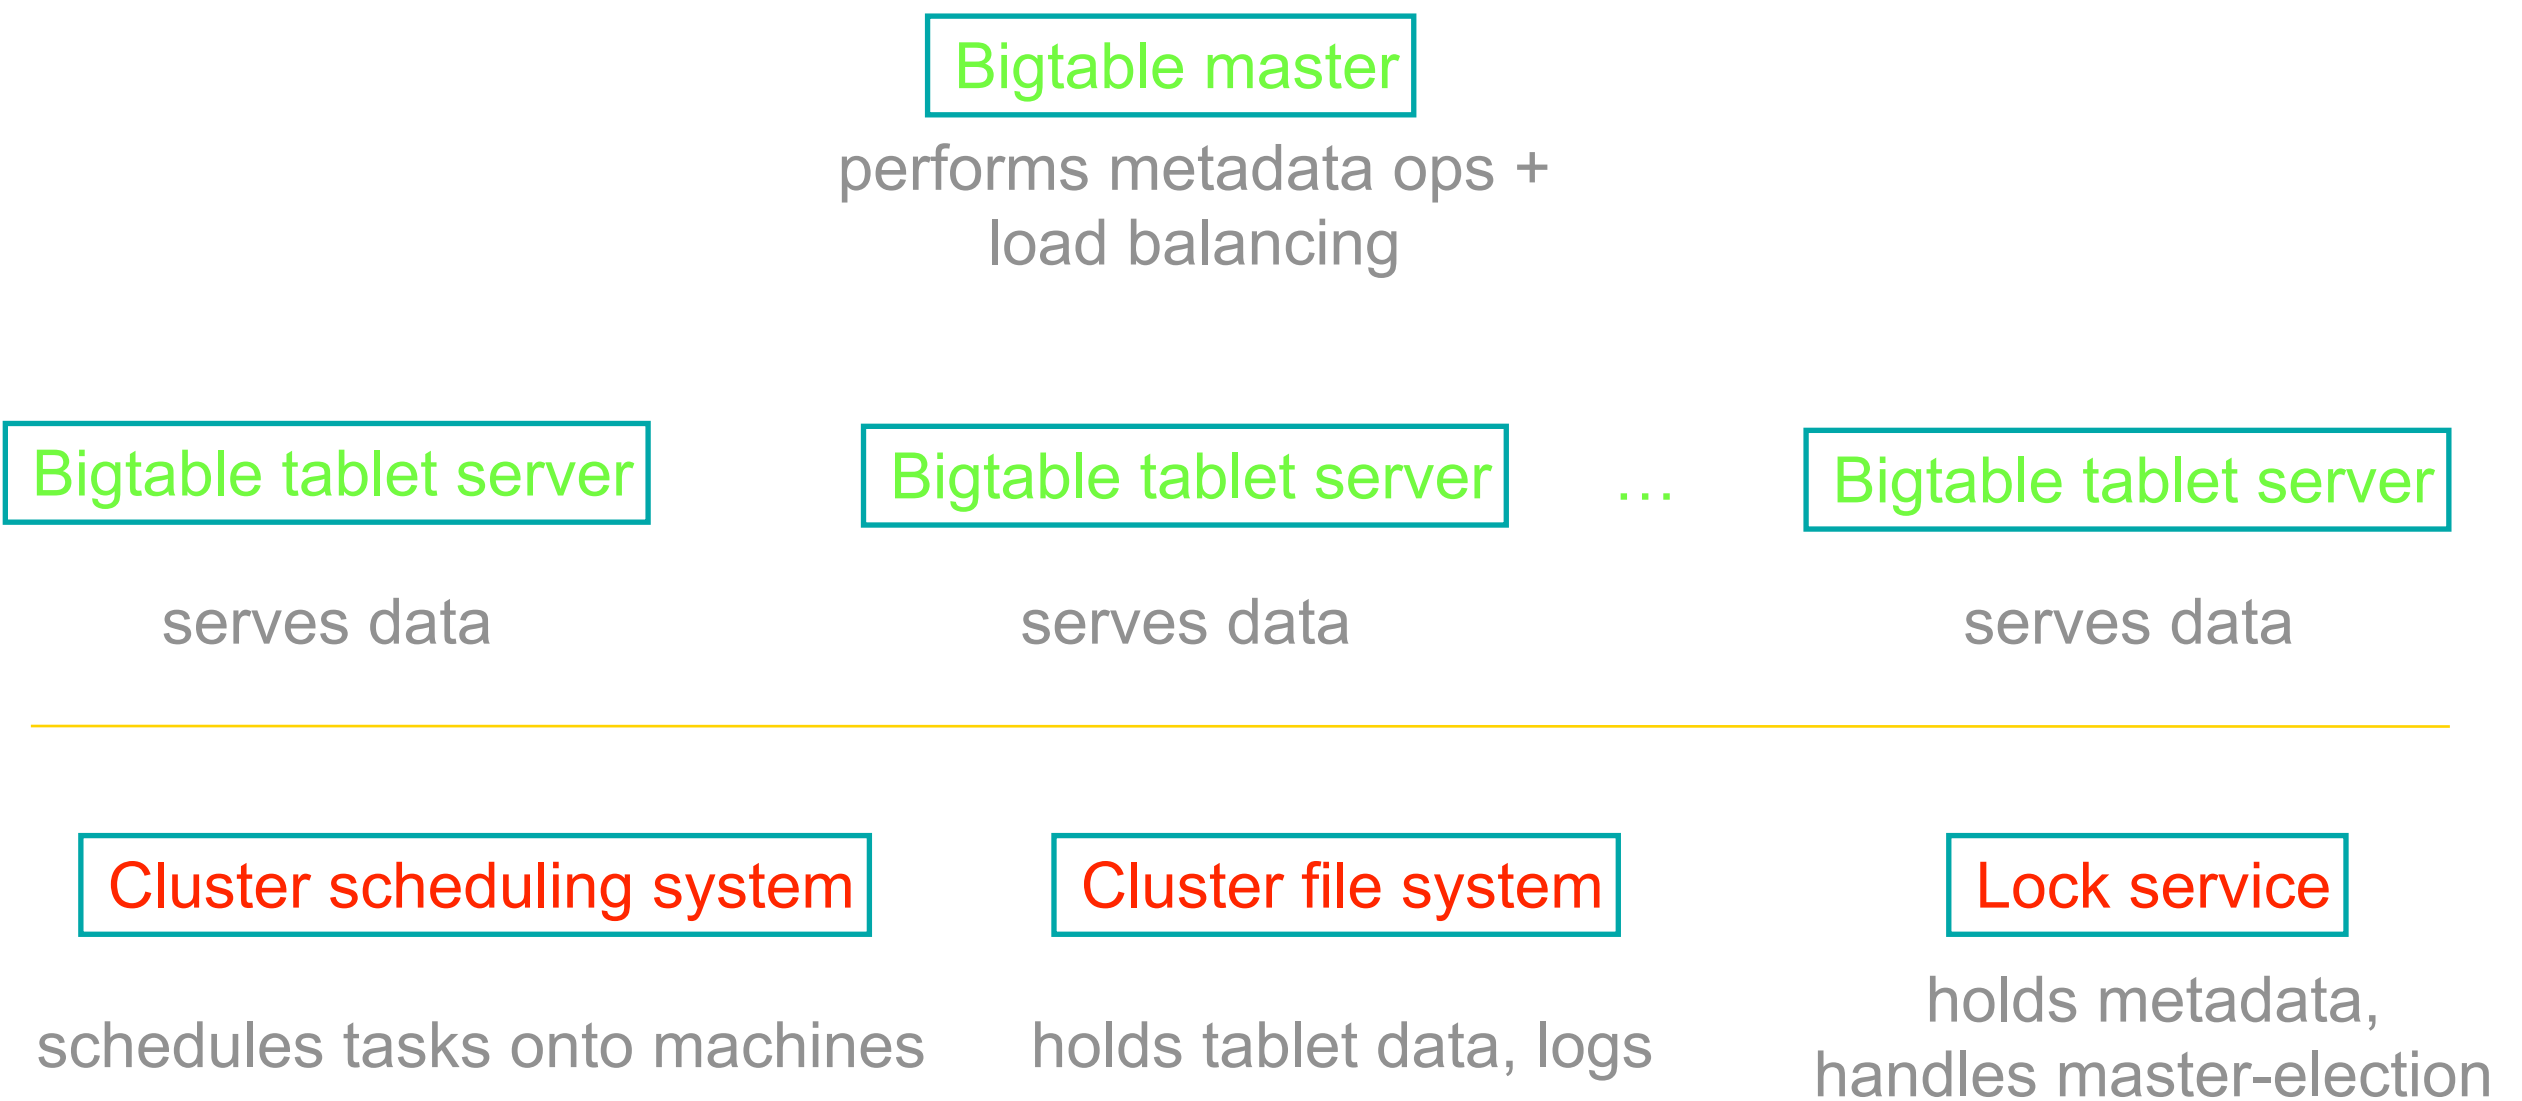 Bigtable master
performs metadata ops +
load balancing
Bigtable tablet server
Bigtable tablet server
…
Bigtable tablet server
serves data
serves data
serves data
Cluster scheduling system
Cluster file system
Lock service
schedules tasks onto machines
holds tablet data, logs
holds metadata,
handles master-election